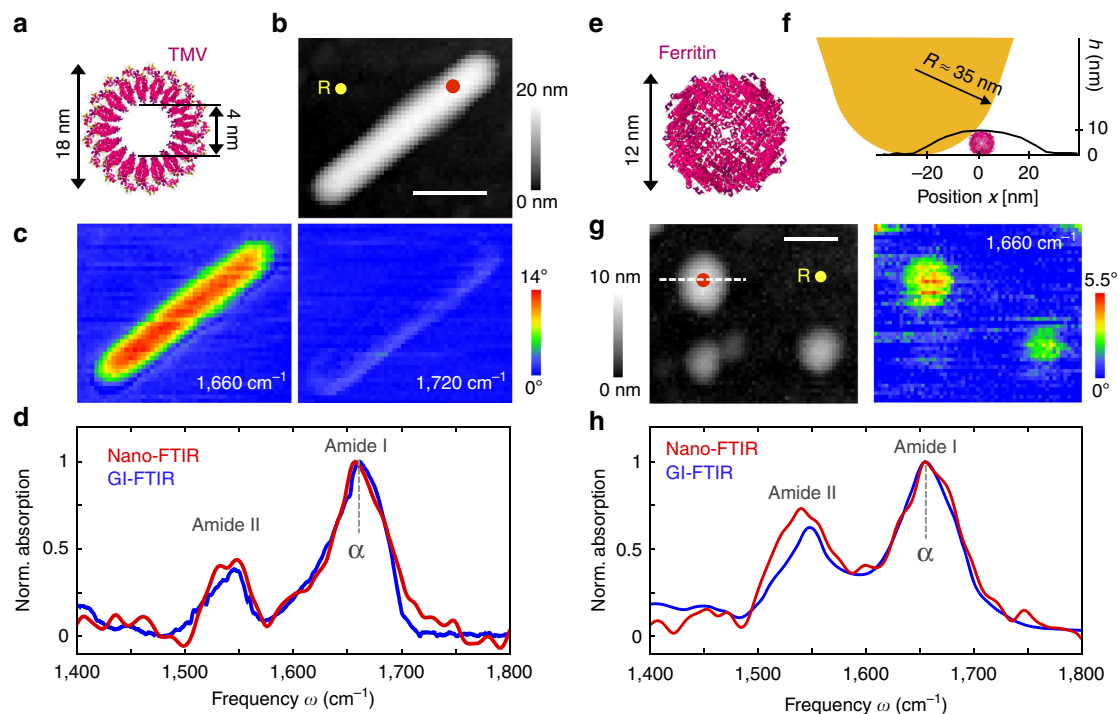 a
TMV
18 nm
4 nm
b
R
20 nm
0 nm
c
1,660 cm⁻¹
1,720 cm⁻¹
14°
0°
d
Nano-FTIR
GI-FTIR
Amide I
Amide II
α
Norm. absorption
1
0.5
0
1,400
1,500
1,600
1,700
1,800
Frequency ω (cm⁻¹)
e
Ferritin
12 nm
f
R ≈ 35 nm
h (nm)
10
0
−20
0
20
Position x [nm]
g
R
10 nm
0 nm
1,660 cm⁻¹
5.5°
0°
h
Nano-FTIR
GI-FTIR
Amide I
Amide II
α
Norm. absorption
1
0.5
0
1,400
1,500
1,600
1,700
1,800
Frequency ω (cm⁻¹)